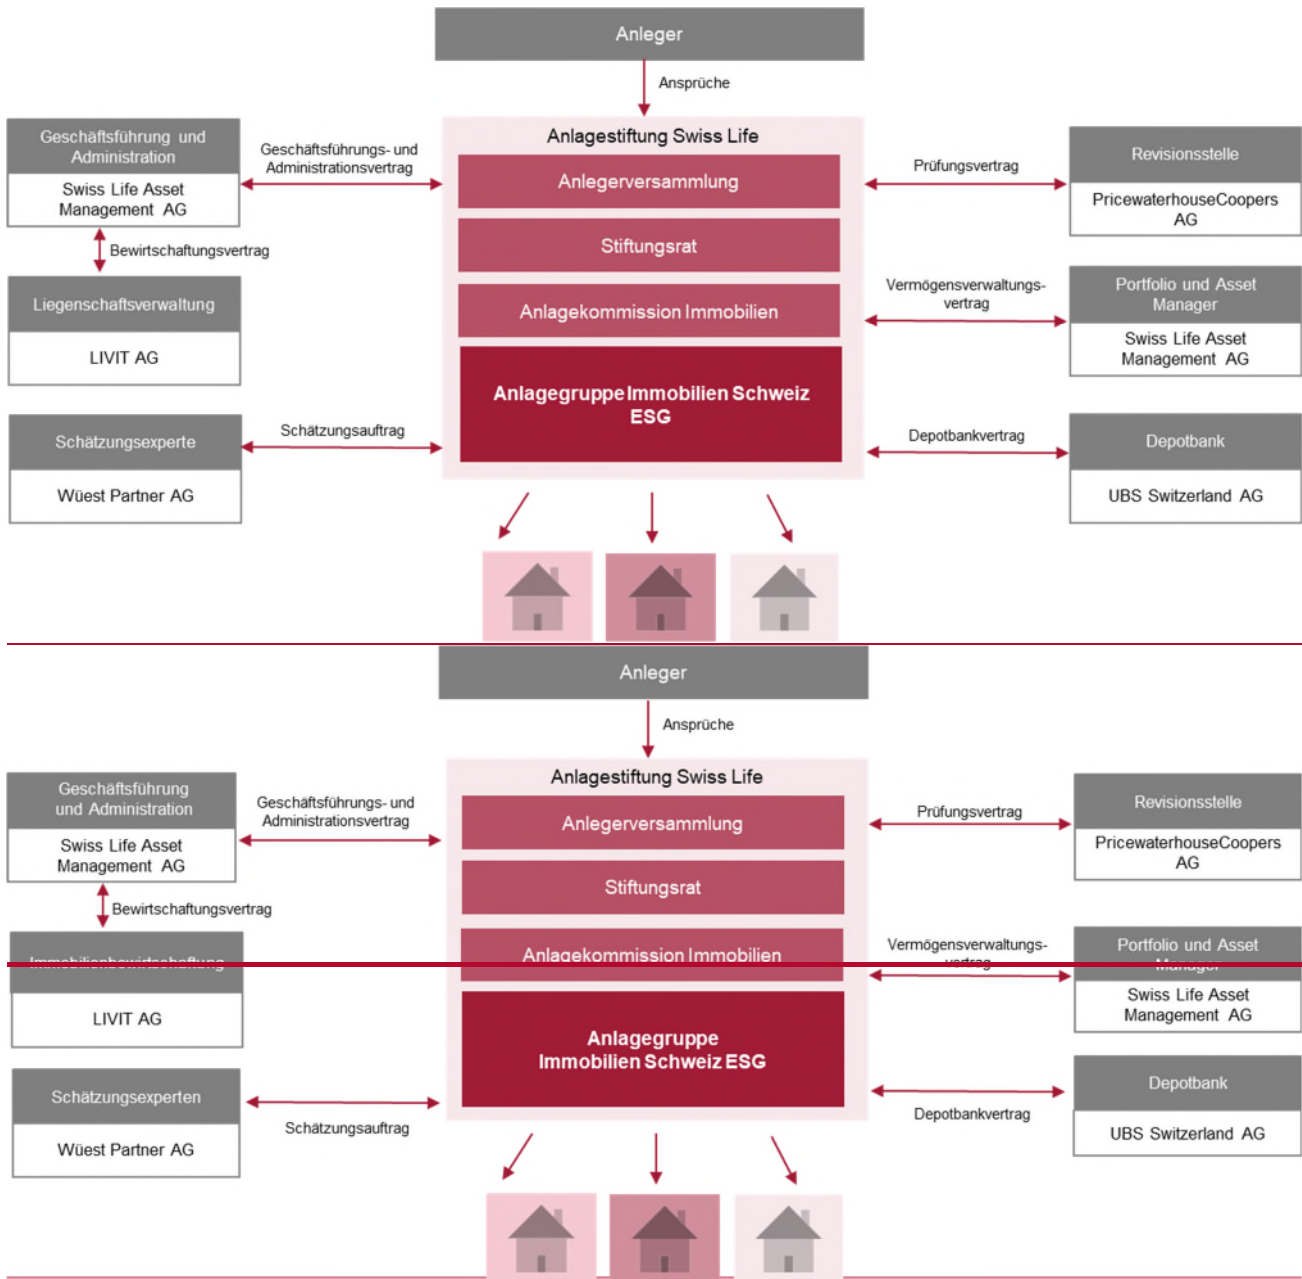 Anleger
Ansprüche
Anlagestiftung Swiss Life
Anlegerversammlung
Stiftungsrat
Anlagekommission Immobilien
Anlagegruppe Immobilien Schweiz
ESG
Geschäftsführung und
Administration
Swiss Life Asset
Management AG
Geschäftsführungs- und
Administrationsvertrag
Bewirtschaftungsvertrag
Liegenschaftsverwaltung
LIVIT AG
Schätzungsexperte
Wüest Partner AG
Schätzungsauftrag
Prüfungsvertrag
Revisionsstelle
PricewaterhouseCoopers
AG
Vermögensverwaltungs-
vertrag
Portfolio und Asset
Manager
Swiss Life Asset
Management AG
Depotbankvertrag
Depotbank
UBS Switzerland AG
Anleger
Ansprüche
Anlagestiftung Swiss Life
Anlegerversammlung
Stiftungsrat
Anlagekommission Immobilien
Anlagegruppe
Immobilien Schweiz ESG
Geschäftsführung
und Administration
Swiss Life Asset
Management AG
Geschäftsführungs- und
Administrationsvertrag
Bewirtschaftungsvertrag
Immobilienbewirtschaftung
LIVIT AG
Schätzungsexperten
Wüest Partner AG
Schätzungsauftrag
Prüfungsvertrag
Revisionsstelle
PricewaterhouseCoopers
AG
Vermögensverwaltungs-
vertrag
Portfolio und Asset
Manager
Swiss Life Asset
Management AG
Depotbankvertrag
Depotbank
UBS Switzerland AG